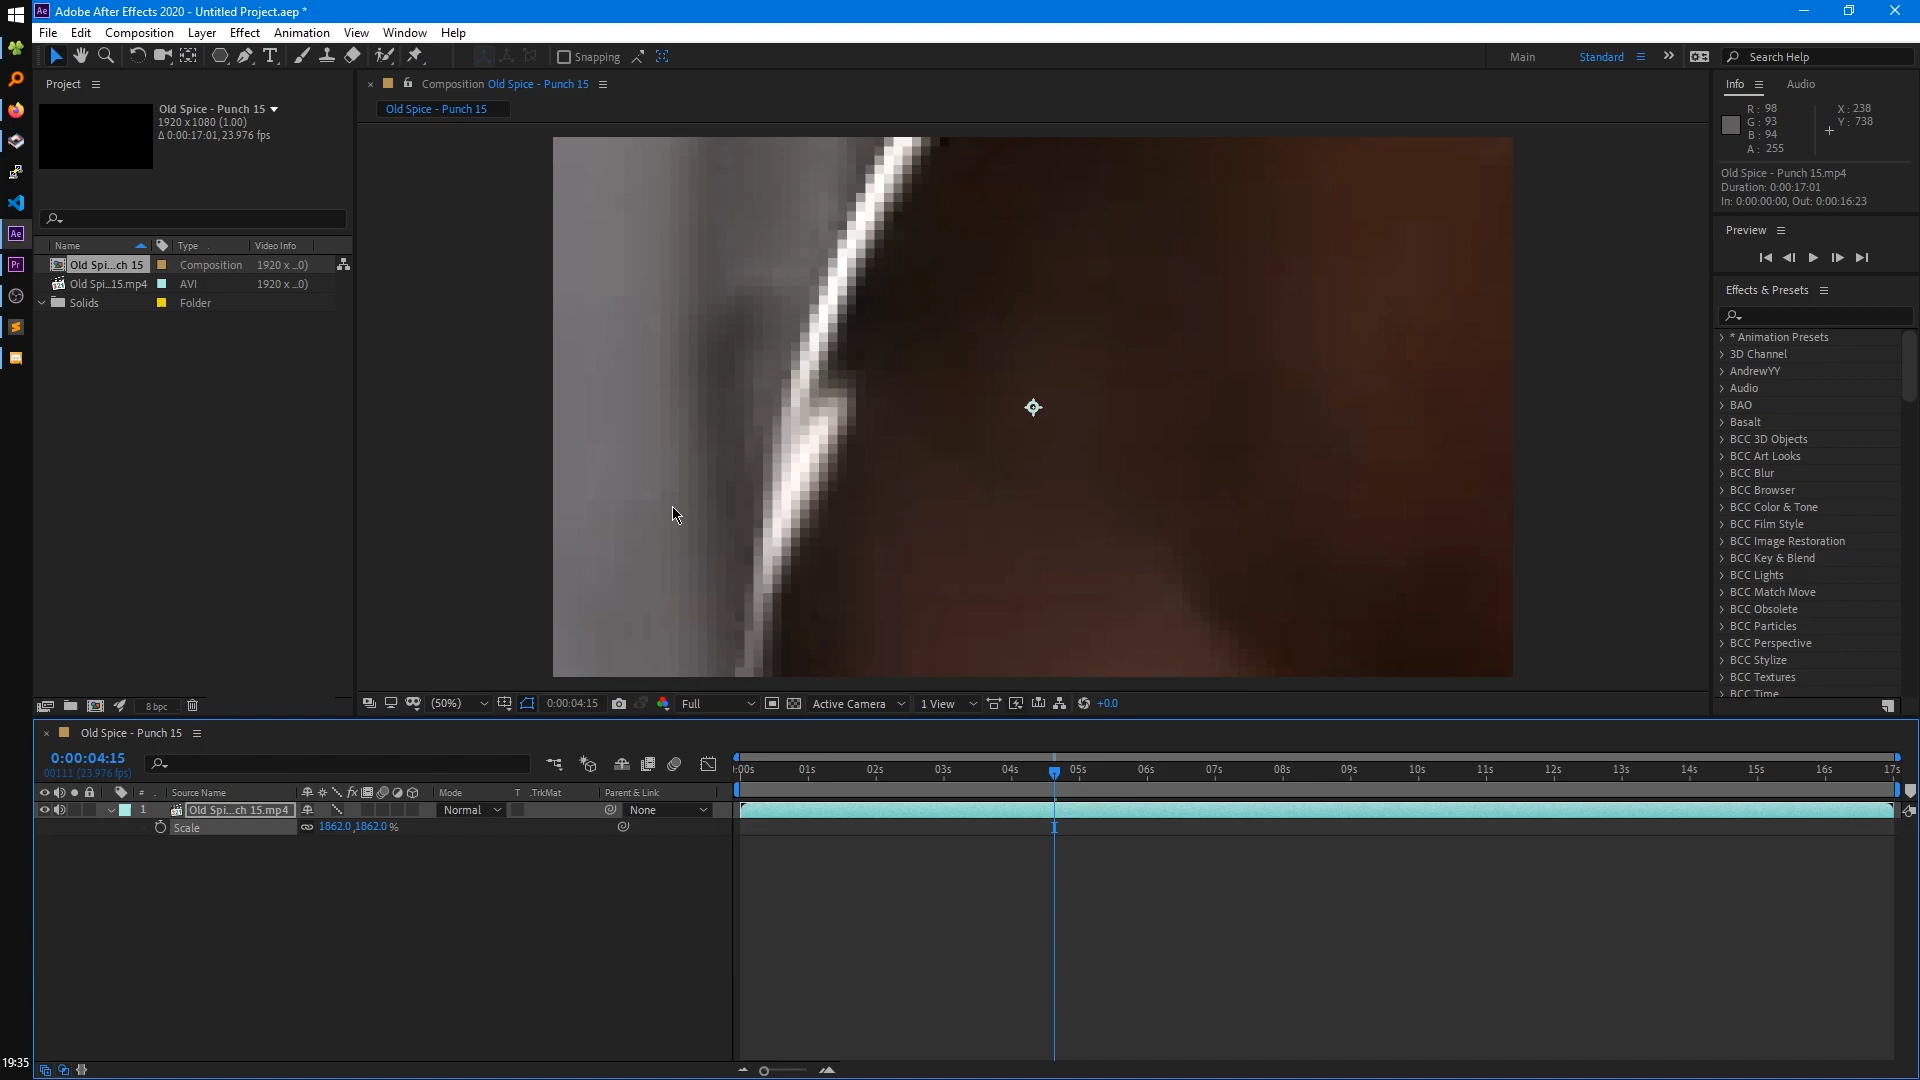 Adobe After Effects 2020 - Untitled Project.aep *
File Edit Composition Layer Effect Animation View Window Help
Snapping
Main Standard Search Help
Project
Old Spice - Punch 15
1920 x 1080 (1.00)
Δ 0:00:17:01, 23.976 fps
Name Type Video Info
Old Spi...ch 15 Composition 1920 x ...0)
Old Spi...15.mp4 AVI 1920 x ...0)
Solids Folder
8 bpc
Composition Old Spice - Punch 15
Old Spice - Punch 15
(50%) 0:00:04:15 Full Active Camera 1 View +0.0
Info Audio
R: 98 X: 238
G: 93 Y: 738
B: 94
A: 255
Old Spice - Punch 15.mp4
Duration: 0:00:17:01
In: 0:00:00:00, Out: 0:00:16:23
Preview
Effects & Presets
* Animation Presets
3D Channel
AndrewYY
Audio
BAO
Basalt
BCC 3D Objects
BCC Art Looks
BCC Blur
BCC Browser
BCC Color & Tone
BCC Film Style
BCC Image Restoration
BCC Key & Blend
BCC Lights
BCC Match Move
BCC Obsolete
BCC Particles
BCC Perspective
BCC Stylize
BCC Textures
BCC Time
Old Spice - Punch 15
0:00:04:15
00111 (23.976 fps)
:00s 01s 02s 03s 04s 05s 06s 07s 08s 09s 10s 11s 12s 13s 14s 15s 16s 17s
# Source Name Mode T .TrkMat Parent & Link
1 Old Spi...ch 15.mp4 Normal None
Scale 1862.0,1862.0 %
19:35
Ae
Ae
Pr